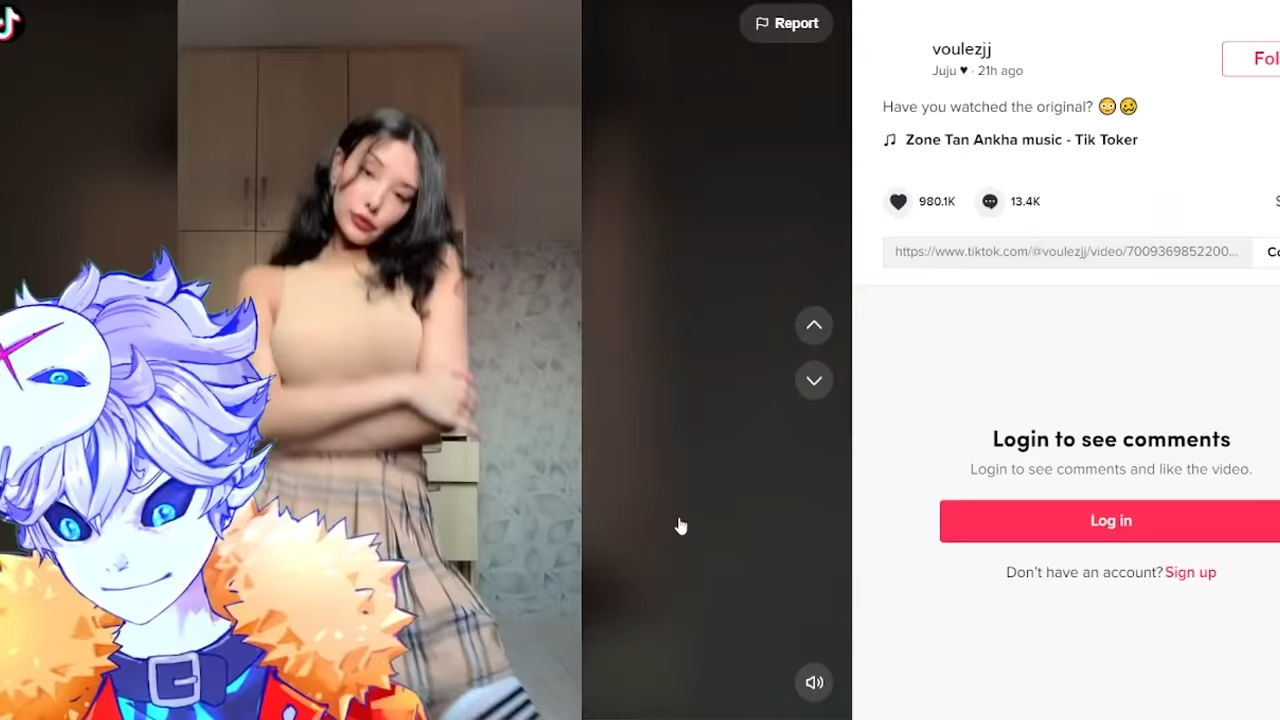 Report
voulezjj
Fol
Juju ♥ · 21h ago
Have you watched the original? 😳🥴
♫ Zone Tan Ankha music - Tik Toker
980.1K
13.4K
S
https://www.tiktok.com/@voulezjj/video/7009369852200...
Co
Login to see comments
Login to see comments and like the video.
Log in
Don't have an account? Sign up